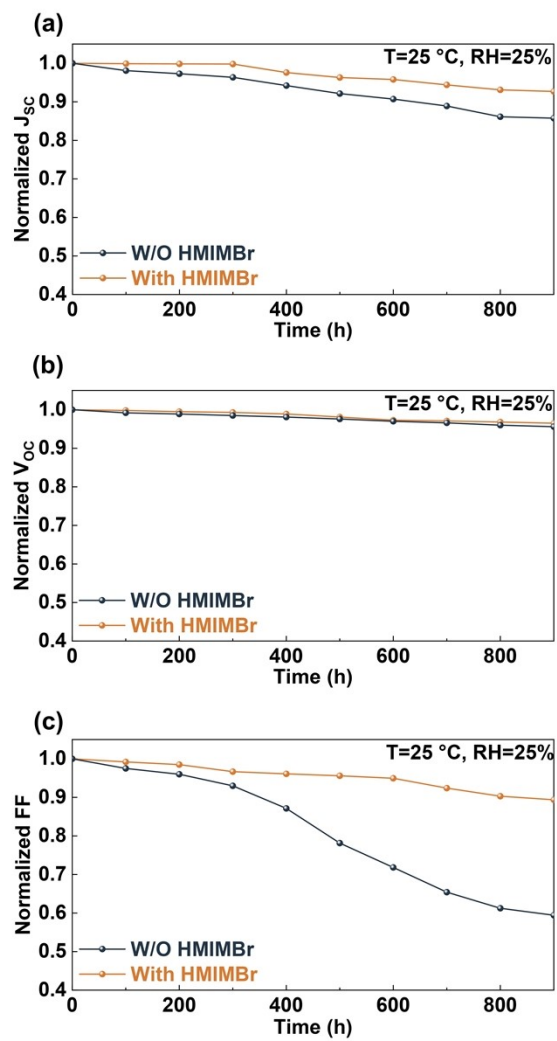 (a)
T=25 °C, RH=25%
Normalized J_SC
1.0
0.9
0.8
0.7
0.6
0.5
0.4
W/O HMIMBr
With HMIMBr
0 200 400 600 800
Time (h)
(b)
T=25 °C, RH=25%
Normalized V_OC
1.0
0.9
0.8
0.7
0.6
0.5
0.4
W/O HMIMBr
With HMIMBr
0 200 400 600 800
Time (h)
(c)
T=25 °C, RH=25%
Normalized FF
1.0
0.9
0.8
0.7
0.6
0.5
0.4
W/O HMIMBr
With HMIMBr
0 200 400 600 800
Time (h)